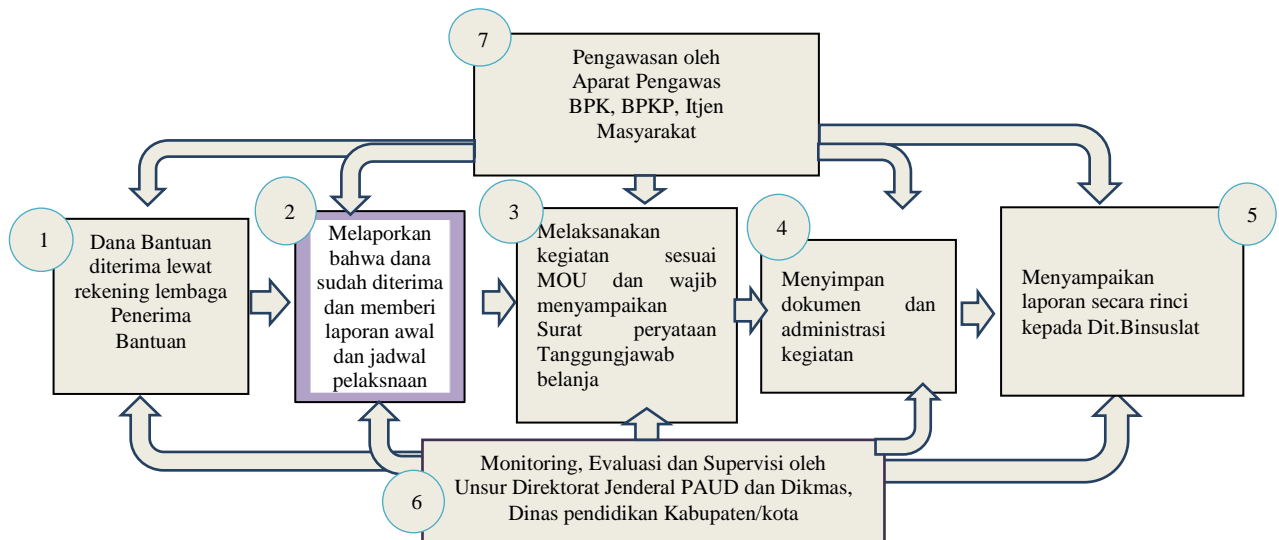 7
Pengawasan oleh
Aparat Pengawas
BPK, BPKP, Itjen
Masyarakat
1
Dana Bantuan
diterima lewat
rekening lembaga
Penerima
Bantuan
2
Melaporkan
bahwa dana
sudah diterima
dan memberi
laporan awal
dan jadwal
pelaksnaan
3
Melaksanakan
kegiatan sesuai
MOU dan wajib
menyampaikan
Surat peryataan
Tanggungjawab
belanja
4
Menyimpan
dokumen dan
administrasi
kegiatan
5
Menyampaikan
laporan secara rinci
kepada Dit.Binsuslat
6
Monitoring, Evaluasi dan Supervisi oleh
Unsur Direktorat Jenderal PAUD dan Dikmas,
Dinas pendidikan Kabupaten/kota